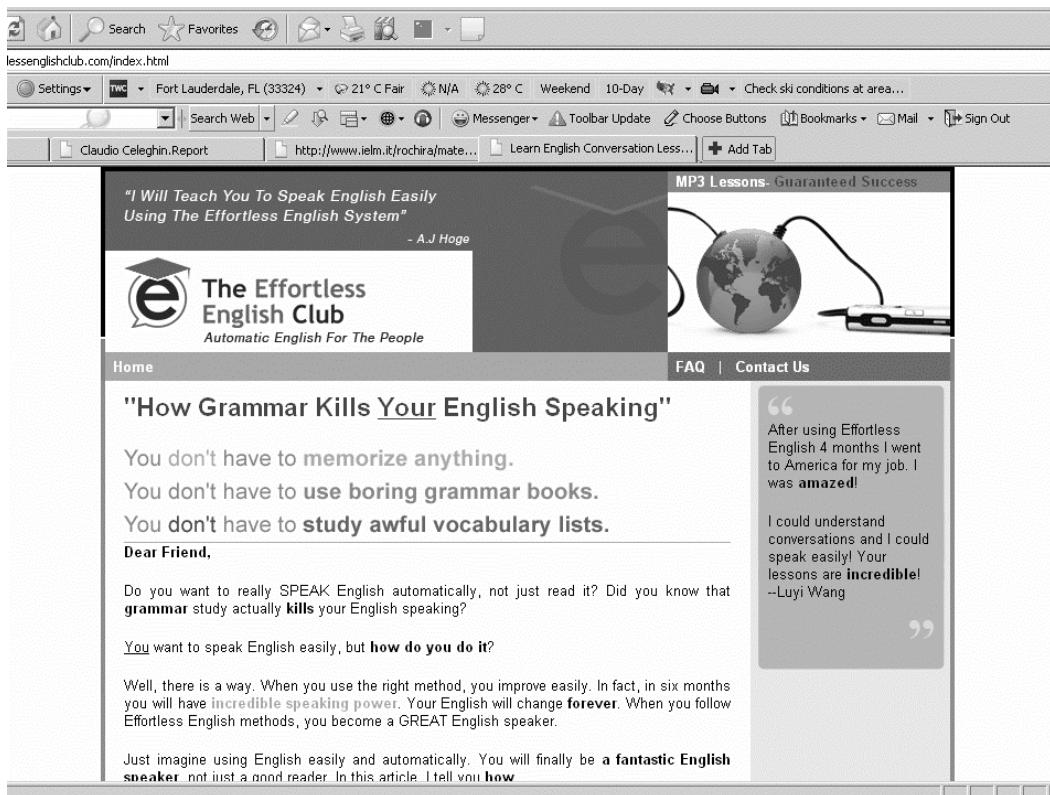 Search Favorites
lessenglishclub.com/index.html
Settings Fort Lauderdale, FL (33324) 21° C Fair N/A 28° C Weekend 10-Day Check ski conditions at area...
Search Web Messenger Toolbar Update Choose Buttons Bookmarks Mail Sign Out
Claudio Celeghin.Report http://www.ielm.it/rochira/mate... Learn English Conversation Less... Add Tab
"I Will Teach You To Speak English Easily
Using The Effortless English System"
- A.J Hoge
MP3 Lessons- Guaranteed Success
e The Effortless
English Club
Automatic English For The People
Home FAQ | Contact Us
"How Grammar Kills Your English Speaking"
You don't have to memorize anything.
You don't have to use boring grammar books.
You don't have to study awful vocabulary lists.
Dear Friend,
Do you want to really SPEAK English automatically, not just read it? Did you know that
grammar study actually kills your English speaking?
You want to speak English easily, but how do you do it?
Well, there is a way. When you use the right method, you improve easily. In fact, in six months
you will have incredible speaking power. Your English will change forever. When you follow
Effortless English methods, you become a GREAT English speaker.
Just imagine using English easily and automatically. You will finally be a fantastic English
speaker, not just a good reader. In this article, I tell you how
“
After using Effortless
English 4 months I went
to America for my job. I
was amazed!
I could understand
conversations and I could
speak easily! Your
lessons are incredible!
--Luyi Wang
”